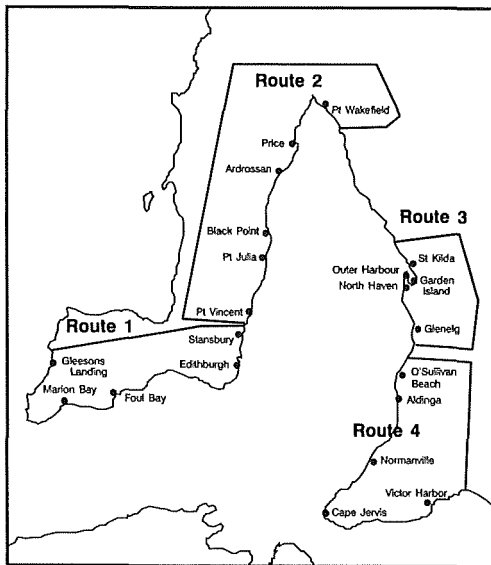 Route 2
Pt Wakefield
Price
Ardrossan
Black Point
Pt Julia
Pt Vincent
Route 3
St Kilda
Outer Harbour
Garden
Island
North Haven
Glenelg
Route 1
Stansbury
Gleesons
Landing
Edithburgh
Marion Bay
Foul Bay
O'Sullivan
Beach
Aldinga
Route 4
Normanville
Victor Harbor
Cape Jervis